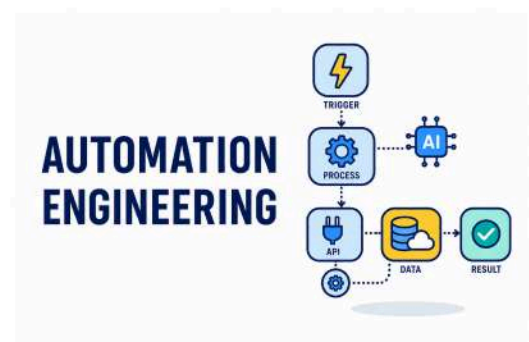 AUTOMATION
ENGINEERING
TRIGGER
PROCESS
AI
API
DATA
RESULT